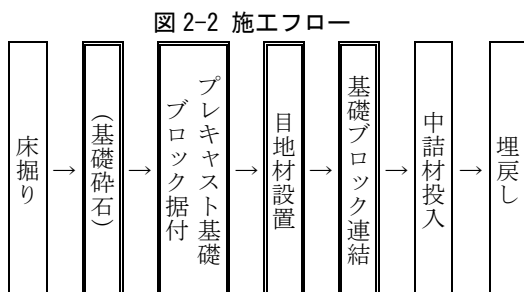 図 2-2 施工フロー
床掘り
→
(基礎砕石)
→
プレキャスト基礎
ブロック据付
→
目地材設置
→
基礎ブロック連結
→
中詰材投入
→
埋戻し